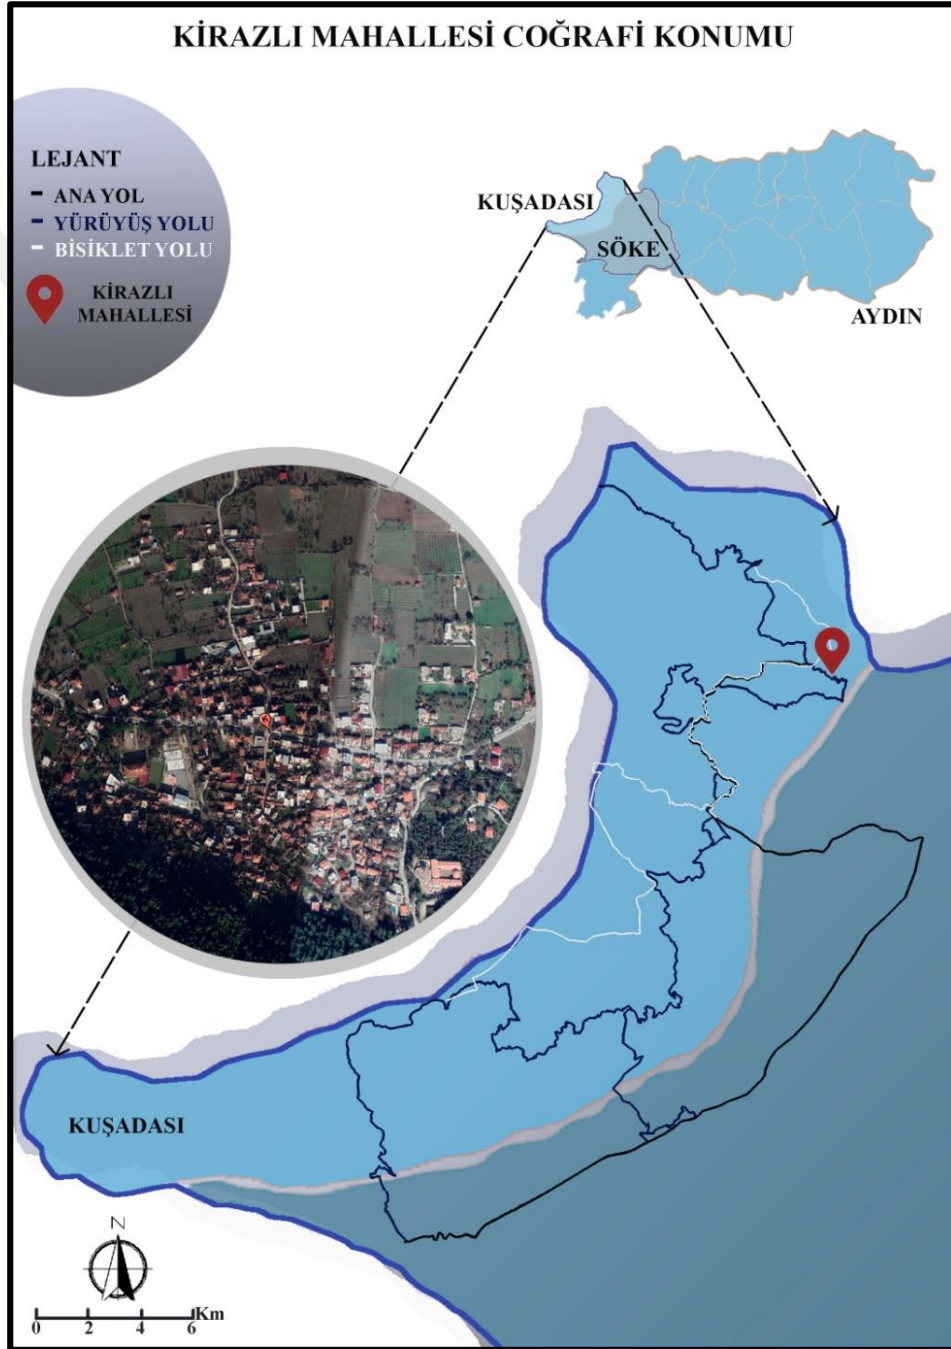 KİRAZLI MAHALLESİ COĞRAFİ KONUMU
LEJANT
ANA YOL
YÜRÜYÜŞ YOLU
BİSİKLET YOLU
KİRAZLI
MAHALLESİ
KUŞADASI
SÖKE
AYDIN
KUŞADASI
N
Km
0 2 4 6